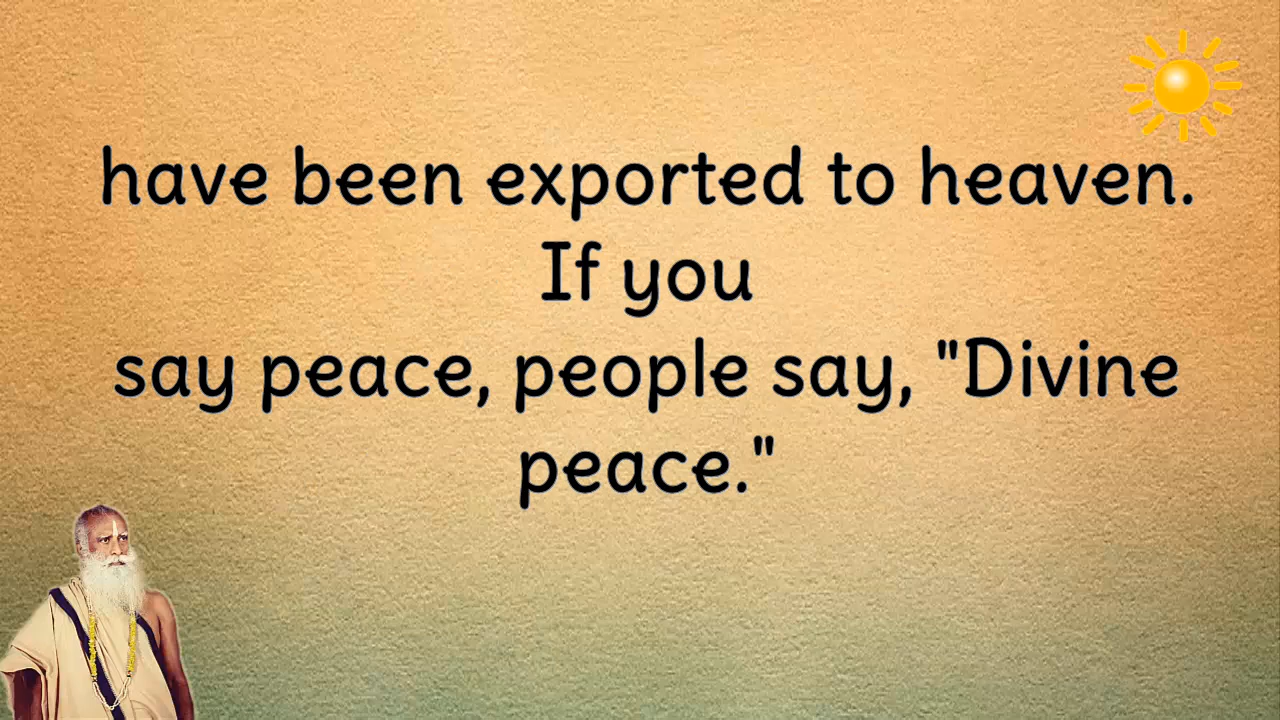 have been exported to heaven.
If you
say peace, people say, "Divine
peace."